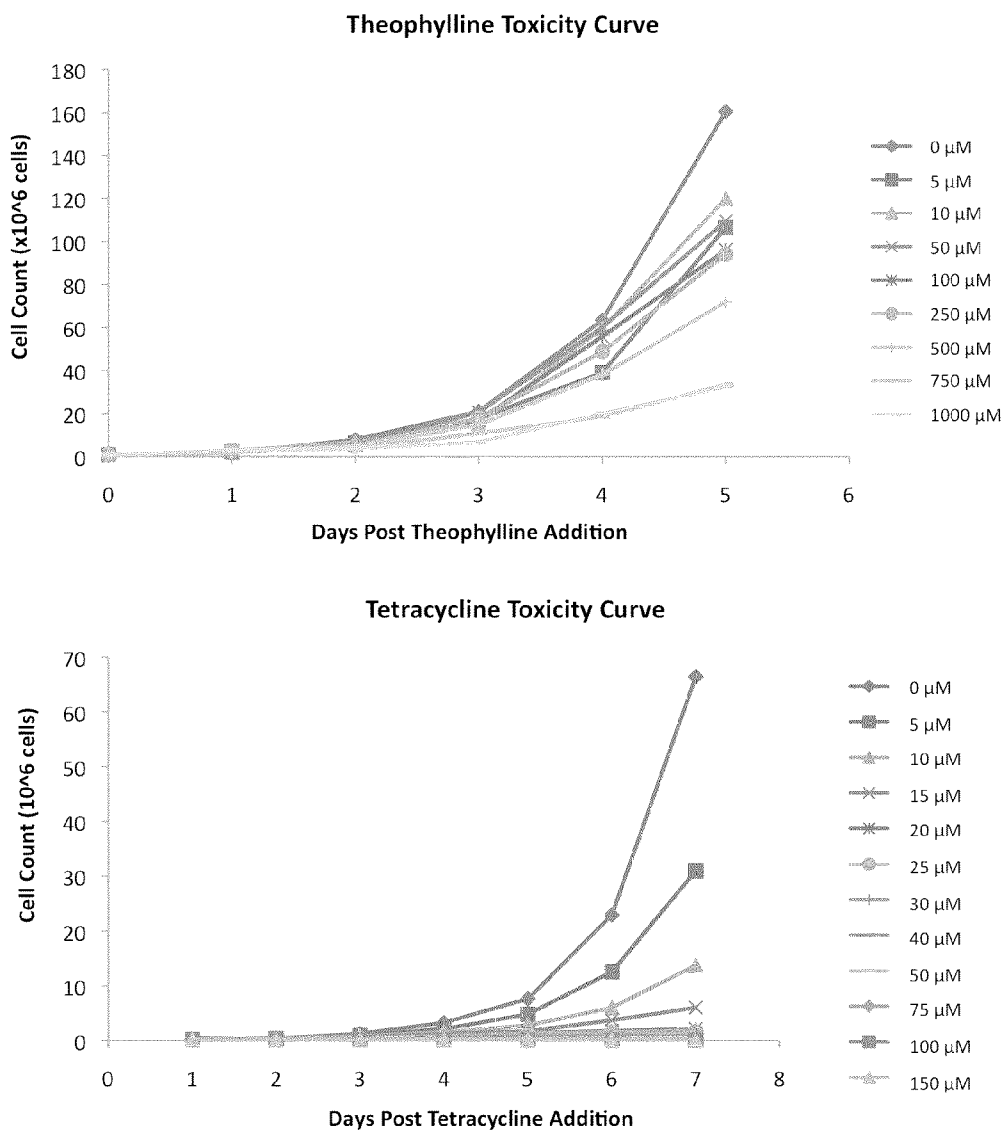 Theophylline Toxicity Curve
Cell Count (x10^6 cells)
180
160
140
120
100
80
60
40
20
0
0 1 2 3 4 5 6
Days Post Theophylline Addition
0 µM
5 µM
10 µM
50 µM
100 µM
250 µM
500 µM
750 µM
1000 µM
Tetracycline Toxicity Curve
Cell Count (10^6 cells)
70
60
50
40
30
20
10
0
0 1 2 3 4 5 6 7 8
Days Post Tetracycline Addition
0 µM
5 µM
10 µM
15 µM
20 µM
25 µM
30 µM
40 µM
50 µM
75 µM
100 µM
150 µM